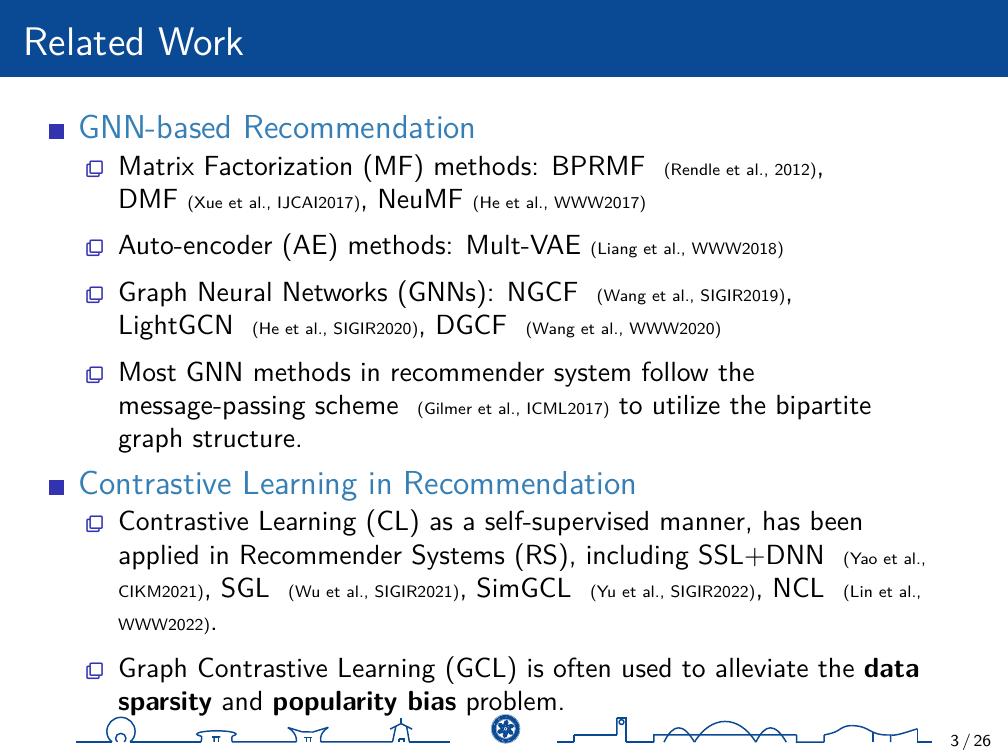 Related Work
GNN-based Recommendation
Matrix Factorization (MF) methods: BPRMF (Rendle et al., 2012),
DMF (Xue et al., IJCAI2017), NeuMF (He et al., WWW2017)
Auto-encoder (AE) methods: Mult-VAE (Liang et al., WWW2018)
Graph Neural Networks (GNNs): NGCF (Wang et al., SIGIR2019),
LightGCN (He et al., SIGIR2020), DGCF (Wang et al., WWW2020)
Most GNN methods in recommender system follow the
message-passing scheme (Gilmer et al., ICML2017) to utilize the bipartite
graph structure.
Contrastive Learning in Recommendation
Contrastive Learning (CL) as a self-supervised manner, has been
applied in Recommender Systems (RS), including SSL+DNN (Yao et al.,
CIKM2021), SGL (Wu et al., SIGIR2021), SimGCL (Yu et al., SIGIR2022), NCL (Lin et al.,
WWW2022).
Graph Contrastive Learning (GCL) is often used to alleviate the data
sparsity and popularity bias problem.
3 / 26